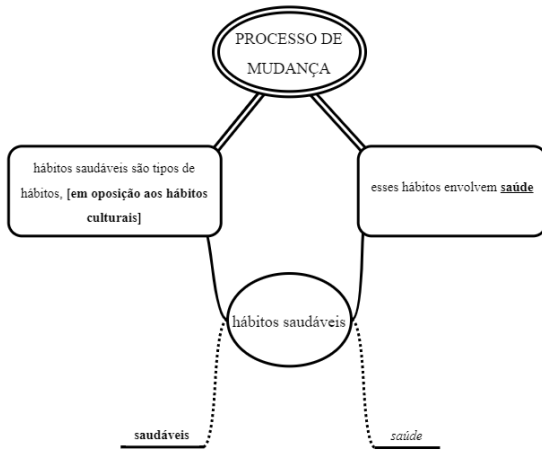 PROCESSO DE
MUDANÇA
hábitos saudáveis são tipos de
hábitos, [em oposição aos hábitos
culturais]
esses hábitos envolvem saúde
hábitos saudáveis
saudáveis
saúde